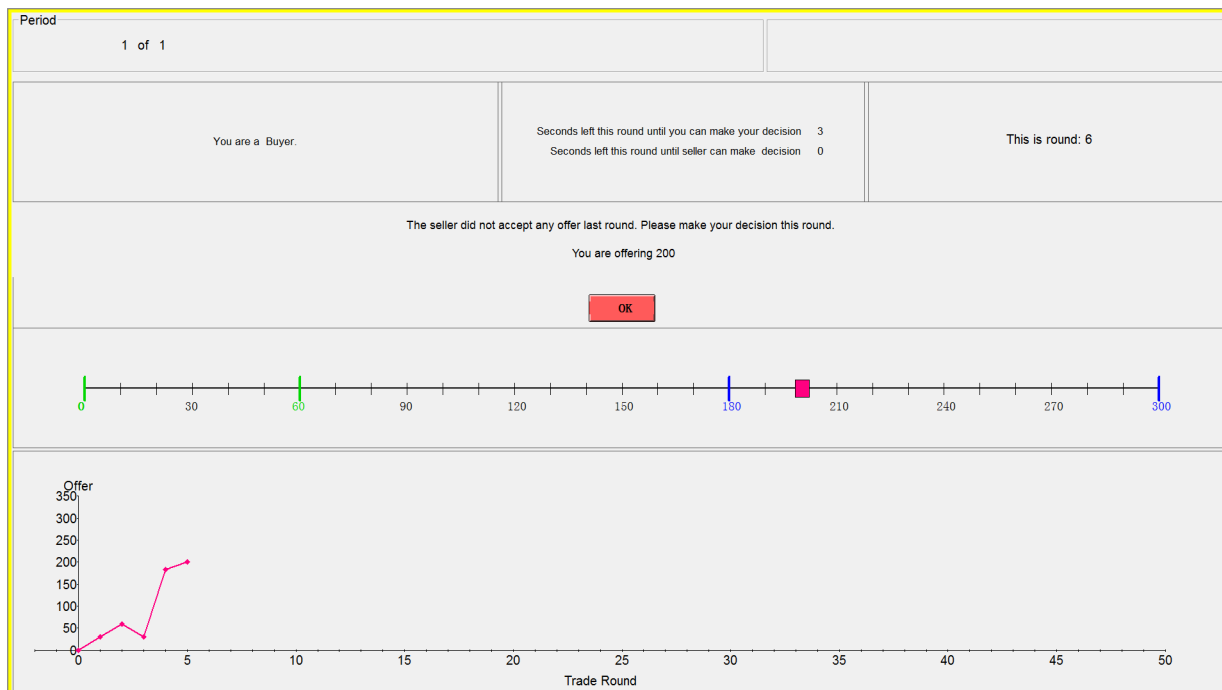 Period
1 of 1
You are a Buyer.
Seconds left this round until you can make your decision 3
Seconds left this round until seller can make decision 0
This is round: 6
The seller did not accept any offer last round. Please make your decision this round.
You are offering 200
OK
0 30 60 90 120 150 180 210 240 270 300
Offer
350
300
250
200
150
100
50
0
0 5 10 15 20 25 30 35 40 45 50
Trade Round